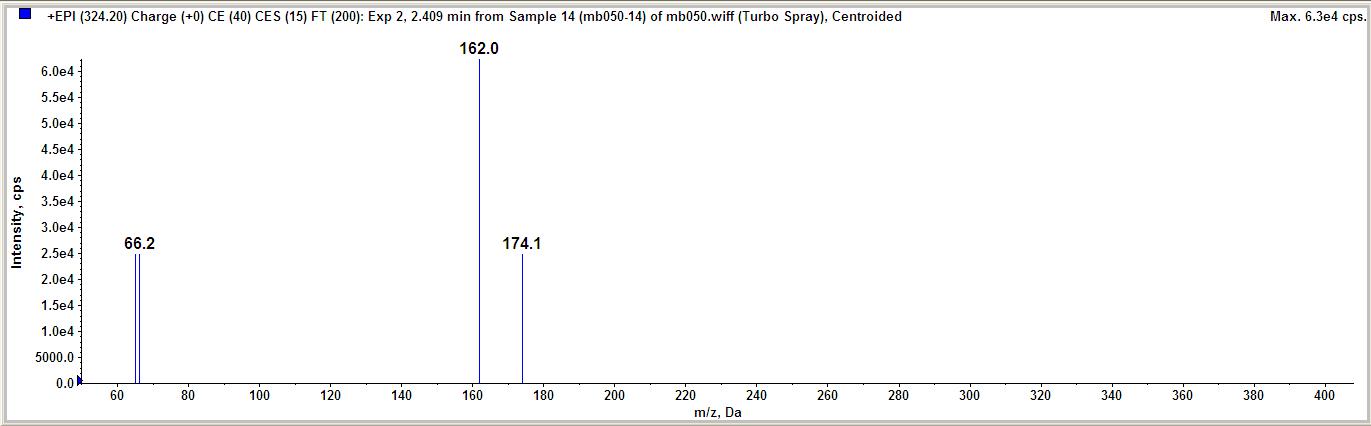 +EPI (324.20) Charge (+0) CE (40) CES (15) FT (200): Exp 2, 2.409 min from Sample 14 (mb050-14) of mb050.wiff (Turbo Spray), Centroided
Max. 6.3e4 cps.
162.0
6.0e4
5.5e4
5.0e4
4.5e4
4.0e4
3.5e4
3.0e4
2.5e4
2.0e4
1.5e4
1.0e4
5000.0
0.0
Intensity, cps
66.2
174.1
60 80 100 120 140 160 180 200 220 240 260 280 300 320 340 360 380 400
m/z, Da